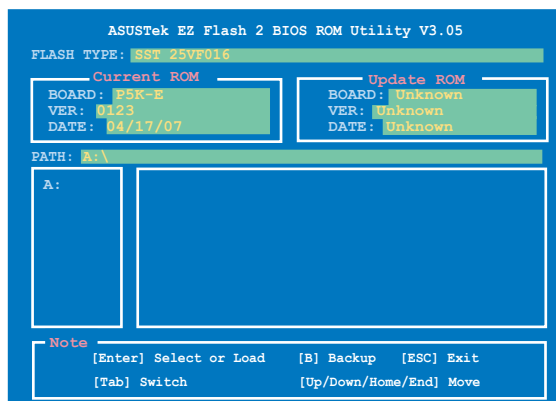 ASUSTek EZ Flash 2 BIOS ROM Utility V3.05
FLASH TYPE: SST 25VF016
Current ROM
BOARD: P5K-E
VER: 0123
DATE: 04/17/07
Update ROM
BOARD: Unknown
VER: Unknown
DATE: Unknown
PATH: A:\
A:
Note
[Enter] Select or Load [B] Backup [ESC] Exit
[Tab] Switch [Up/Down/Home/End] Move